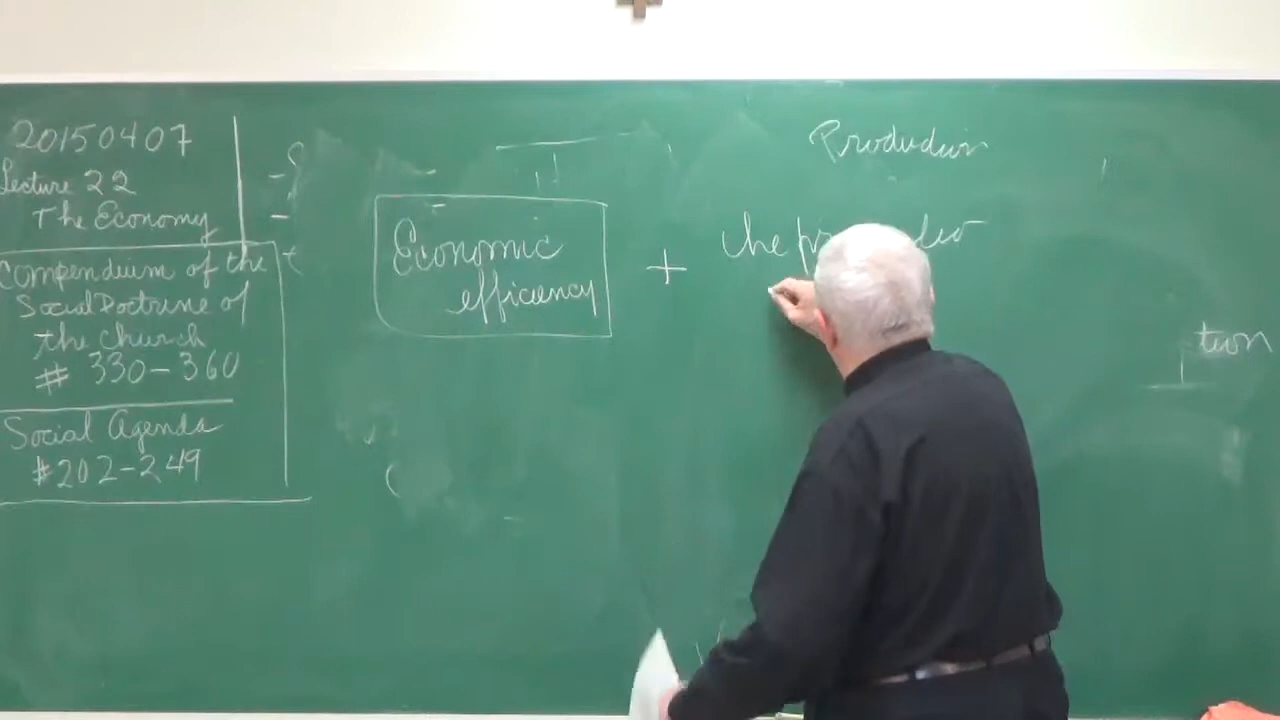 20150407
Lecture 22
The Economy
Compendium of the
Social Doctrine of
the Church
# 330-360
Social Agenda
#202-249
Economic
efficiency
+
Production
the
tion